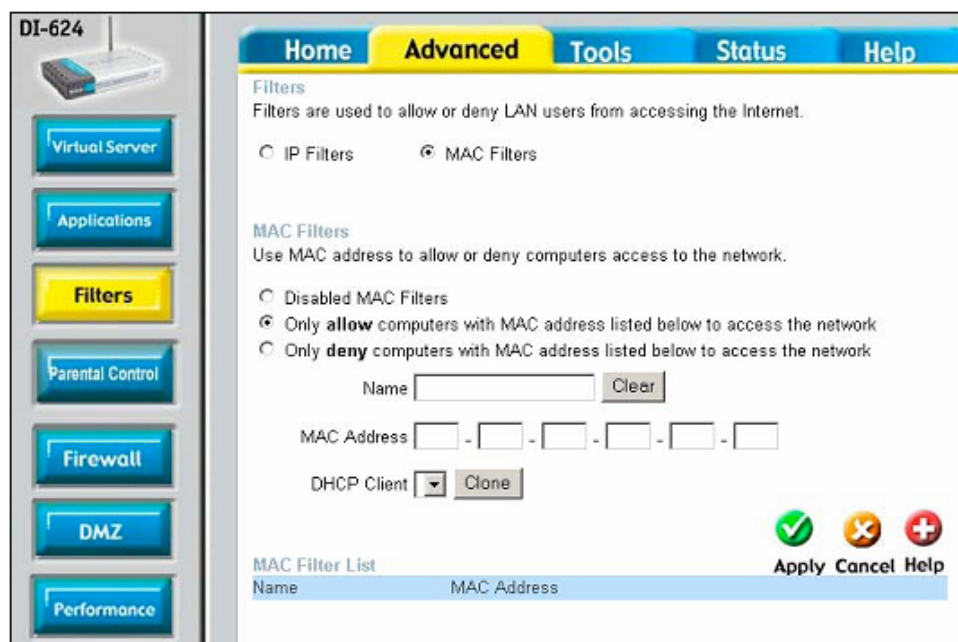 DI-624
Home Advanced Tools Status Help
Virtual Server
Applications
Filters
Parental Control
Firewall
DMZ
Performance
Filters
Filters are used to allow or deny LAN users from accessing the Internet.
IP Filters MAC Filters
MAC Filters
Use MAC address to allow or deny computers access to the network.
Disabled MAC Filters
Only allow computers with MAC address listed below to access the network
Only deny computers with MAC address listed below to access the network
Name Clear
MAC Address - - - - -
DHCP Client Clone
Apply Cancel Help
MAC Filter List
Name MAC Address